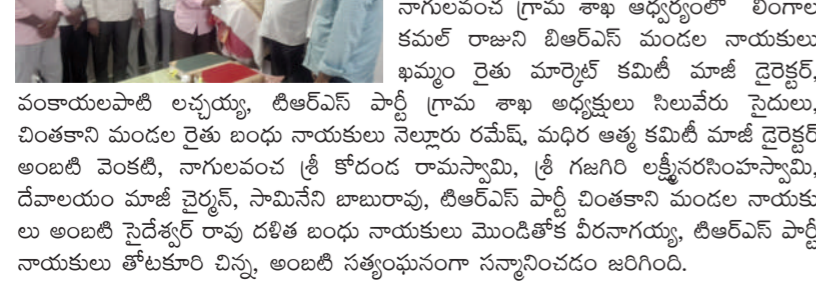 నాగులవంచ గ్రామ శాఖ ఆధ్వర్యంలో లింగాల
కమల్ రాజుని బిఆర్ఎస్ మండల నాయకులు
ఖమ్మం రైతు మార్కెట్ కమిటీ మాజీ డైరెక్టర్,
వంకాయలపాటి లచ్చయ్య, టిఆర్ఎస్ పార్టీ గ్రామ శాఖ అధ్యక్షులు సిలువేరు సైదులు,
చింతకాని మండల రైతు బంధు నాయకులు నెల్లూరు రమేష్, మధిర ఆత్మ కమిటీ మాజీ డైరెక్టర్
అంబటి వెంకటి, నాగులవంచ శ్రీ కోదండ రామస్వామి, శ్రీ గజగిరి లక్ష్మీనరసింహస్వామి,
దేవాలయం మాజీ చైర్మన్, సామినేని బాబురావు, టిఆర్ఎస్ పార్టీ చింతకాని మండల నాయకు
లు అంబటి సైదేశ్వర్ రావు దళిత బంధు నాయకులు మొండితోక వీరనాగయ్య, టిఆర్ఎస్ పార్టీ
నాయకులు తోటకూరి చిన్న, అంబటి సత్యంఘనంగా సన్మానించడం జరిగింది.